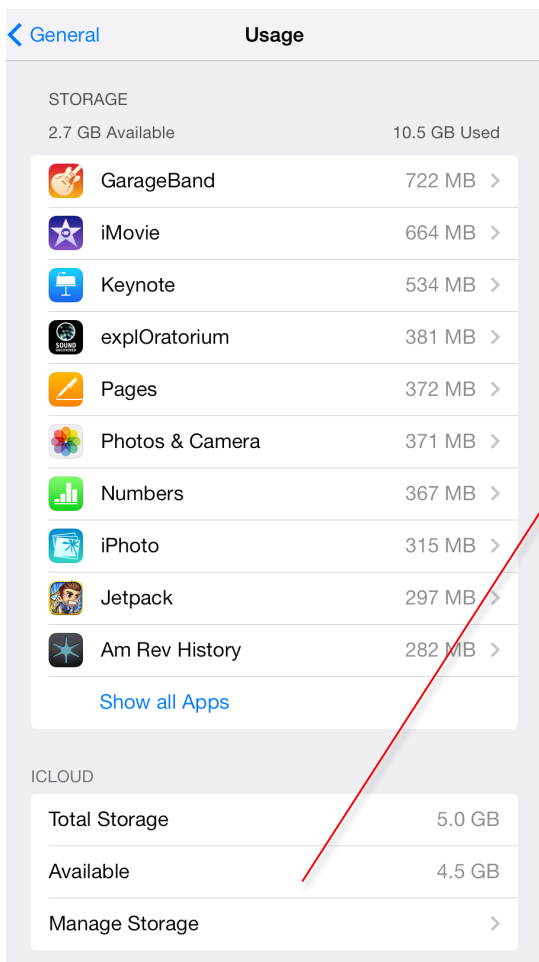 General Usage
STORAGE
2.7 GB Available 10.5 GB Used
GarageBand 722 MB
iMovie 664 MB
Keynote 534 MB
SOUND
UNCOVERED
explOratorium 381 MB
Pages 372 MB
Photos & Camera 371 MB
Numbers 367 MB
iPhoto 315 MB
Jetpack 297 MB
Am Rev History 282 MB
Show all Apps
ICLOUD
Total Storage 5.0 GB
Available 4.5 GB
Manage Storage